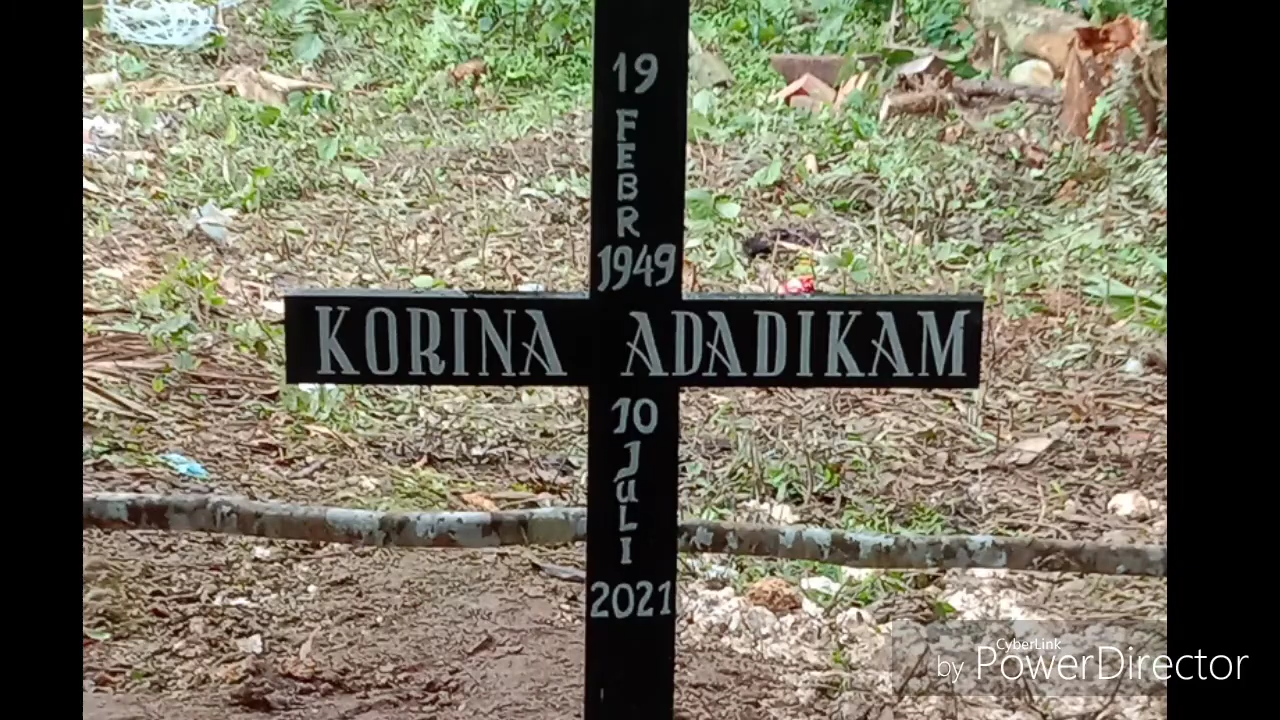 19
FEBR
1949
KORINA ADADIKAM
10
JuLI
2021
CyberLink
by PowerDirector